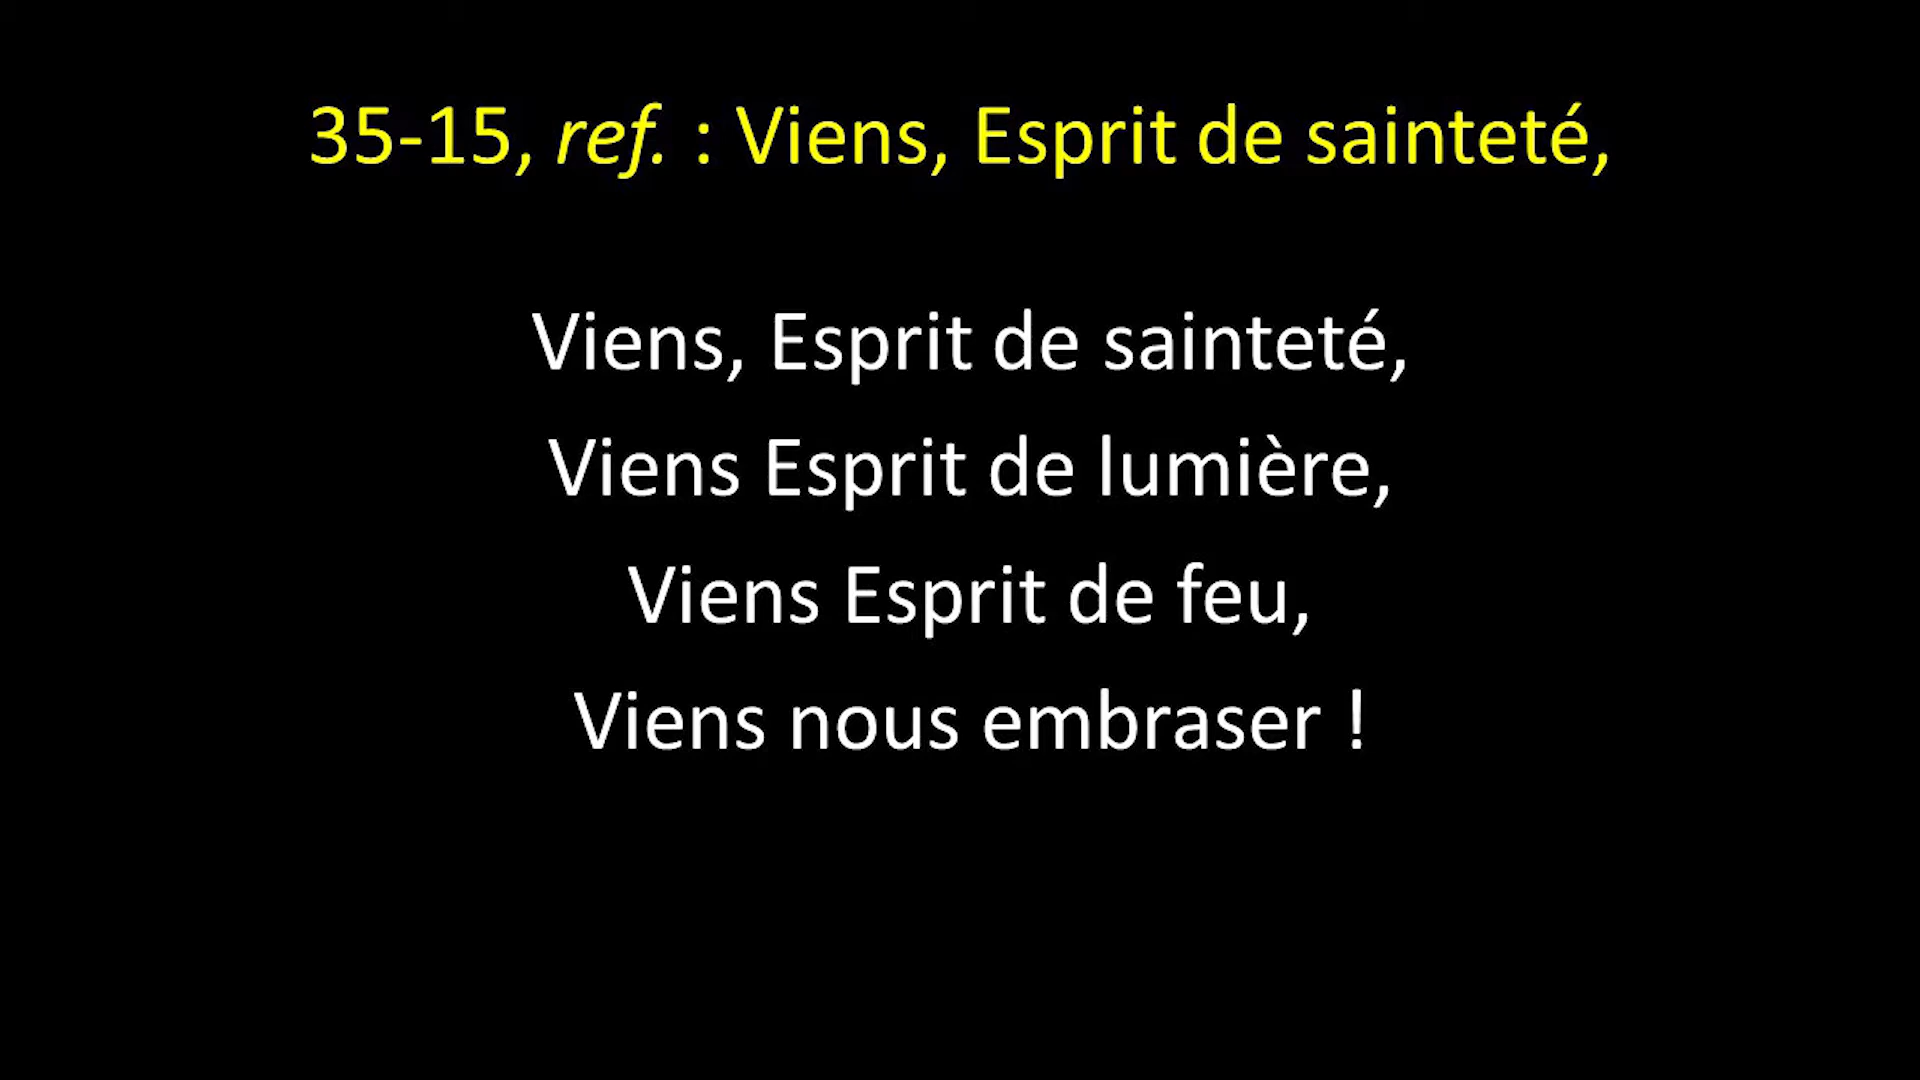 35-15, ref. : Viens, Esprit de sainteté,
Viens, Esprit de sainteté,
Viens Esprit de lumière,
Viens Esprit de feu,
Viens nous embraser !